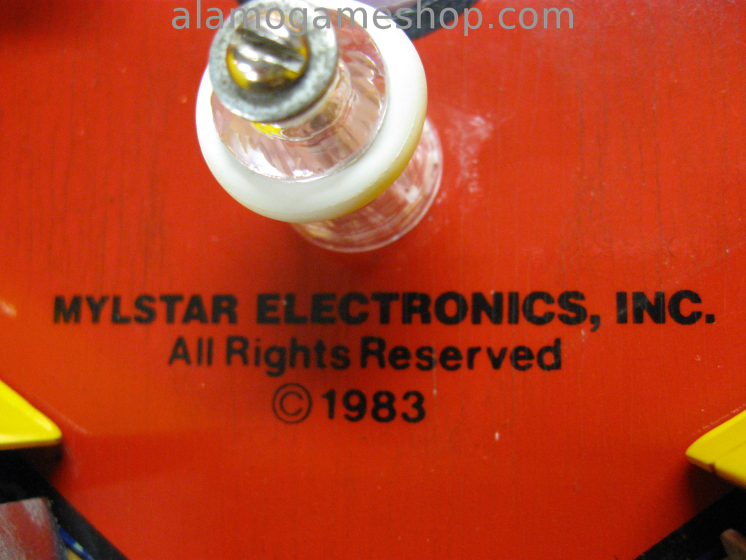 alamogameshop.com
MYLSTAR ELECTRONICS, INC.
All Rights Reserved
© 1983